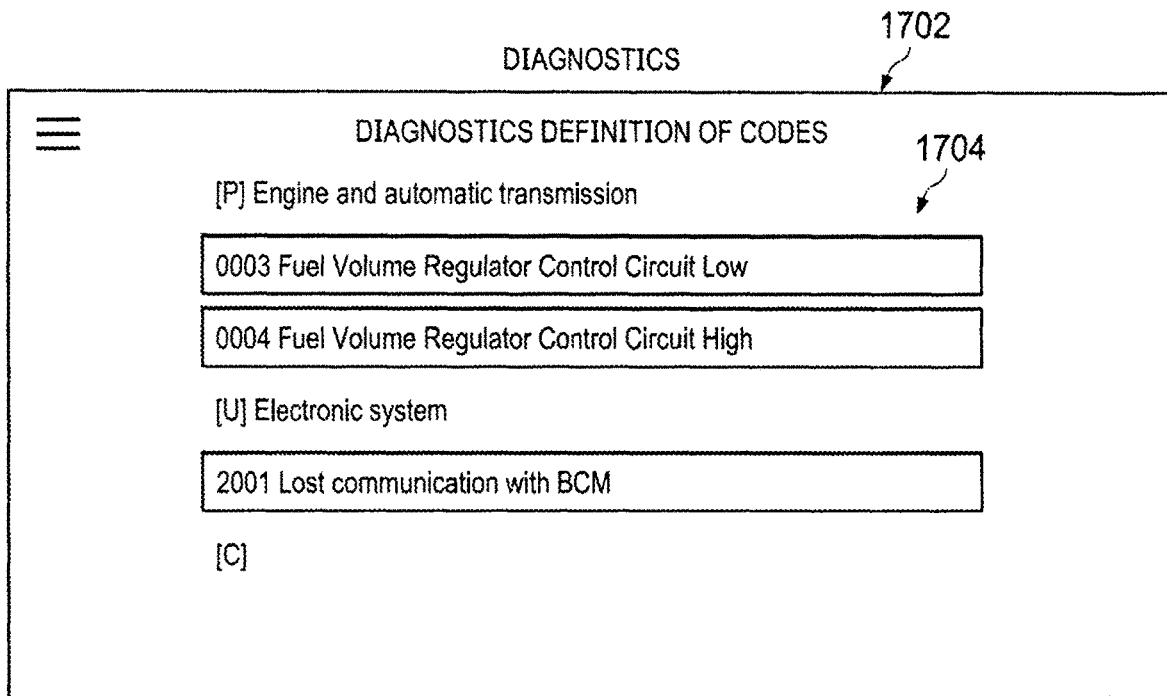 1702
DIAGNOSTICS
DIAGNOSTICS DEFINITION OF CODES
1704
[P] Engine and automatic transmission
0003 Fuel Volume Regulator Control Circuit Low
0004 Fuel Volume Regulator Control Circuit High
[U] Electronic system
2001 Lost communication with BCM
[C]